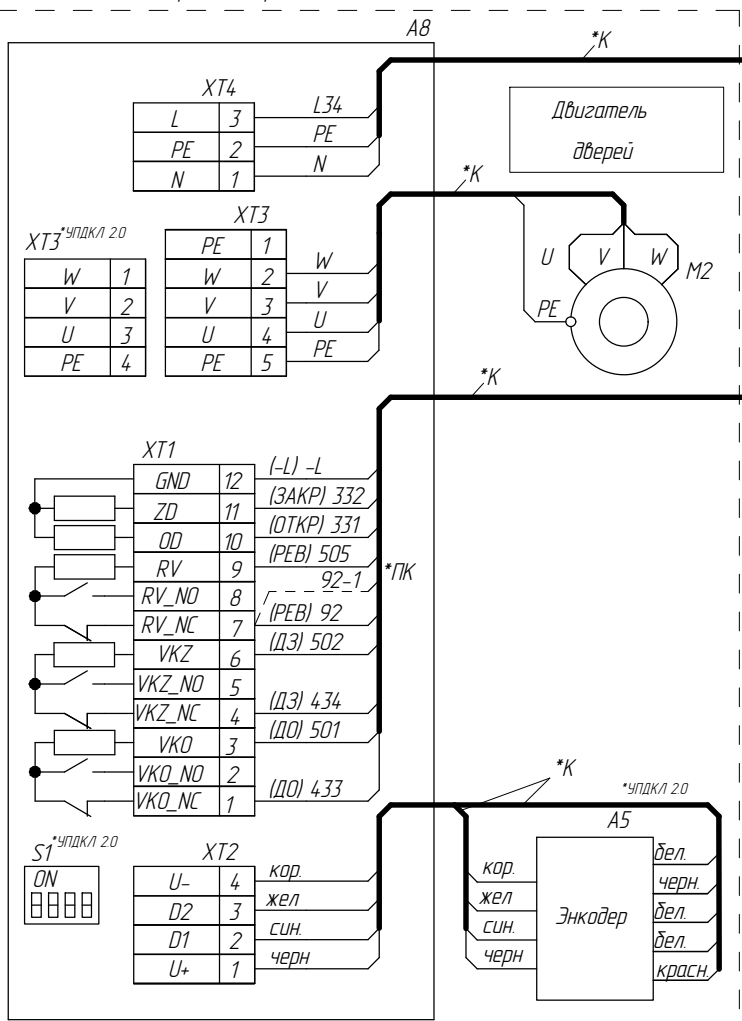 A8
*К
XT4
L 3 L34
PE 2 PE
N 1 N
Двигатель
дверей
*К
XT3 *УПДКЛ 2.0
W 1
V 2
U 3
PE 4
XT3
PE 1
W 2 W
V 3 V
U 4 U
PE 5 PE
U V W M2
PE
*К
XT1
GND 12 (-L) -L
ZD 11 (ЗАКР) 332
OD 10 (ОТКР) 331
RV 9 (РЕВ) 505
RV_NO 8 92-1
RV_NC 7 (РЕВ) 92
VKZ 6 (ДЗ) 502
VKZ_NO 5
VKZ_NC 4 (ДЗ) 434
VKO 3 (ДО) 501
VKO_NO 2
VKO_NC 1 (ДО) 433
*ПК
*К
*УПДКЛ 2.0
S1 *УПДКЛ 2.0
ON
XT2
U- 4 кор.
D2 3 жел
D1 2 син.
U+ 1 черн
A5
Энкодер
кор.
жел
син.
черн
бел.
черн.
бел.
бел.
красн.